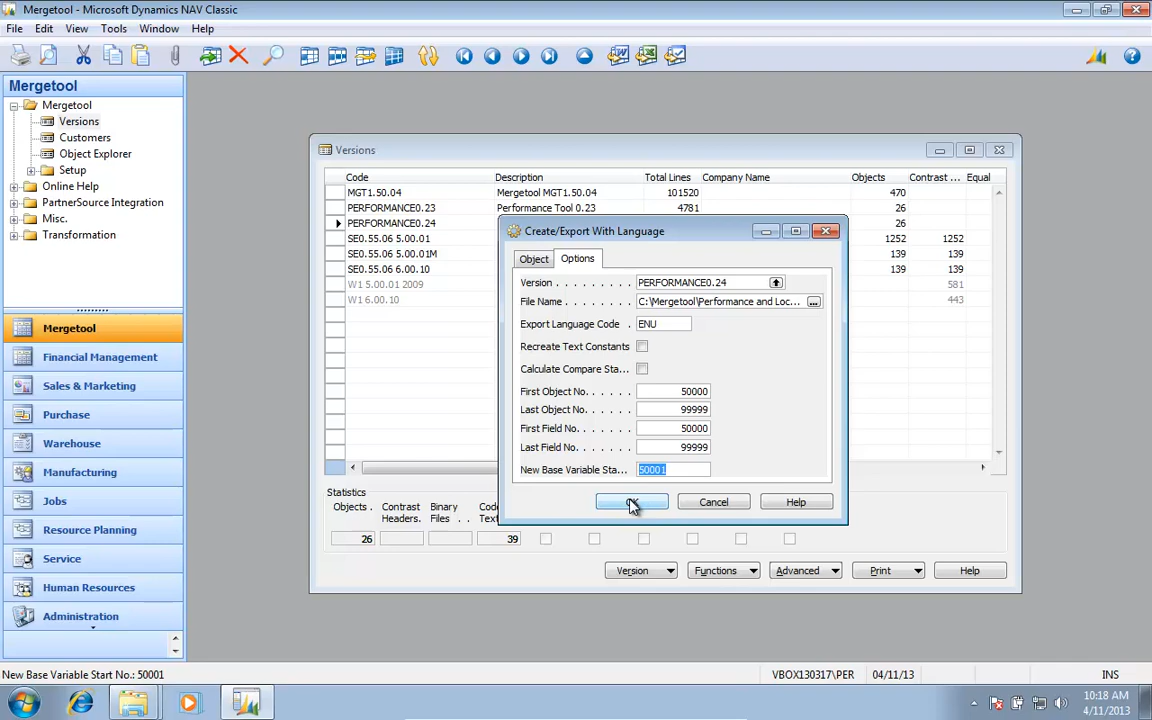 Mergetool - Microsoft Dynamics NAV Classic
File Edit View Tools Window Help
Mergetool
Mergetool
Versions
Customers
Object Explorer
Setup
Online Help
PartnerSource Integration
Misc.
Transformation
Mergetool
Financial Management
Sales & Marketing
Purchase
Warehouse
Manufacturing
Jobs
Resource Planning
Service
Human Resources
Administration
Versions
Code Description Total Lines Company Name Objects Contrast ... Equal
MGT1.50.04 Mergetool MGT1.50.04 101520 470
PERFORMANCE0.23 Performance Tool 0.23 4781 26
PERFORMANCE0.24 26
SE0.55.06 5.00.01 1252 1252
SE0.55.06 5.00.01M 139 139
SE0.55.06 6.00.10 139 139
W1 5.00.01 2009 581
W1 6.00.10 443
Create/Export With Language
Object Options
Version . . . . . . . . . PERFORMANCE0.24
File Name . . . . . . . C:\Mergetool\Performance and Loc... ...
Export Language Code . ENU
Recreate Text Constants
Calculate Compare Sta...
First Object No. . . . . . 50000
Last Object No. . . . . . 99999
First Field No. . . . . . . 50000
Last Field No. . . . . . . 99999
New Base Variable Sta... 50001
OK Cancel Help
Statistics
Objects . Contrast Headers. Binary Files . . Code Text
26 39
Version Functions Advanced Print Help
New Base Variable Start No.: 50001 VBOX130317\PER 04/11/13 INS
10:18 AM
4/11/2013